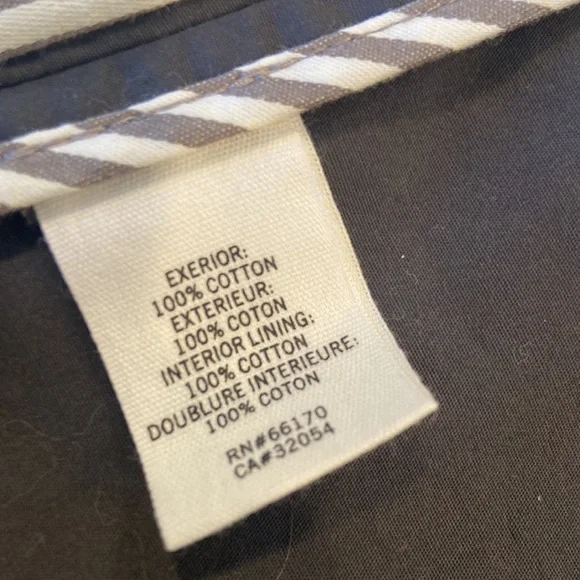 EXERIOR:
100% COTTON
EXTERIEUR:
100% COTON
INTERIOR LINING:
100% COTTON
DOUBLURE INTERIEURE:
100% COTON
RN#66170
CA#32054